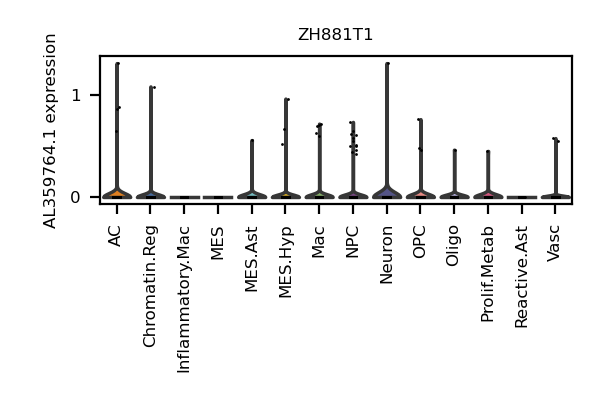 ZH881T1
AL359764.1 expression
1
0
AC
Chromatin.Reg
Inflammatory.Mac
MES
MES.Ast
MES.Hyp
Mac
NPC
Neuron
OPC
Oligo
Prolif.Metab
Reactive.Ast
Vasc